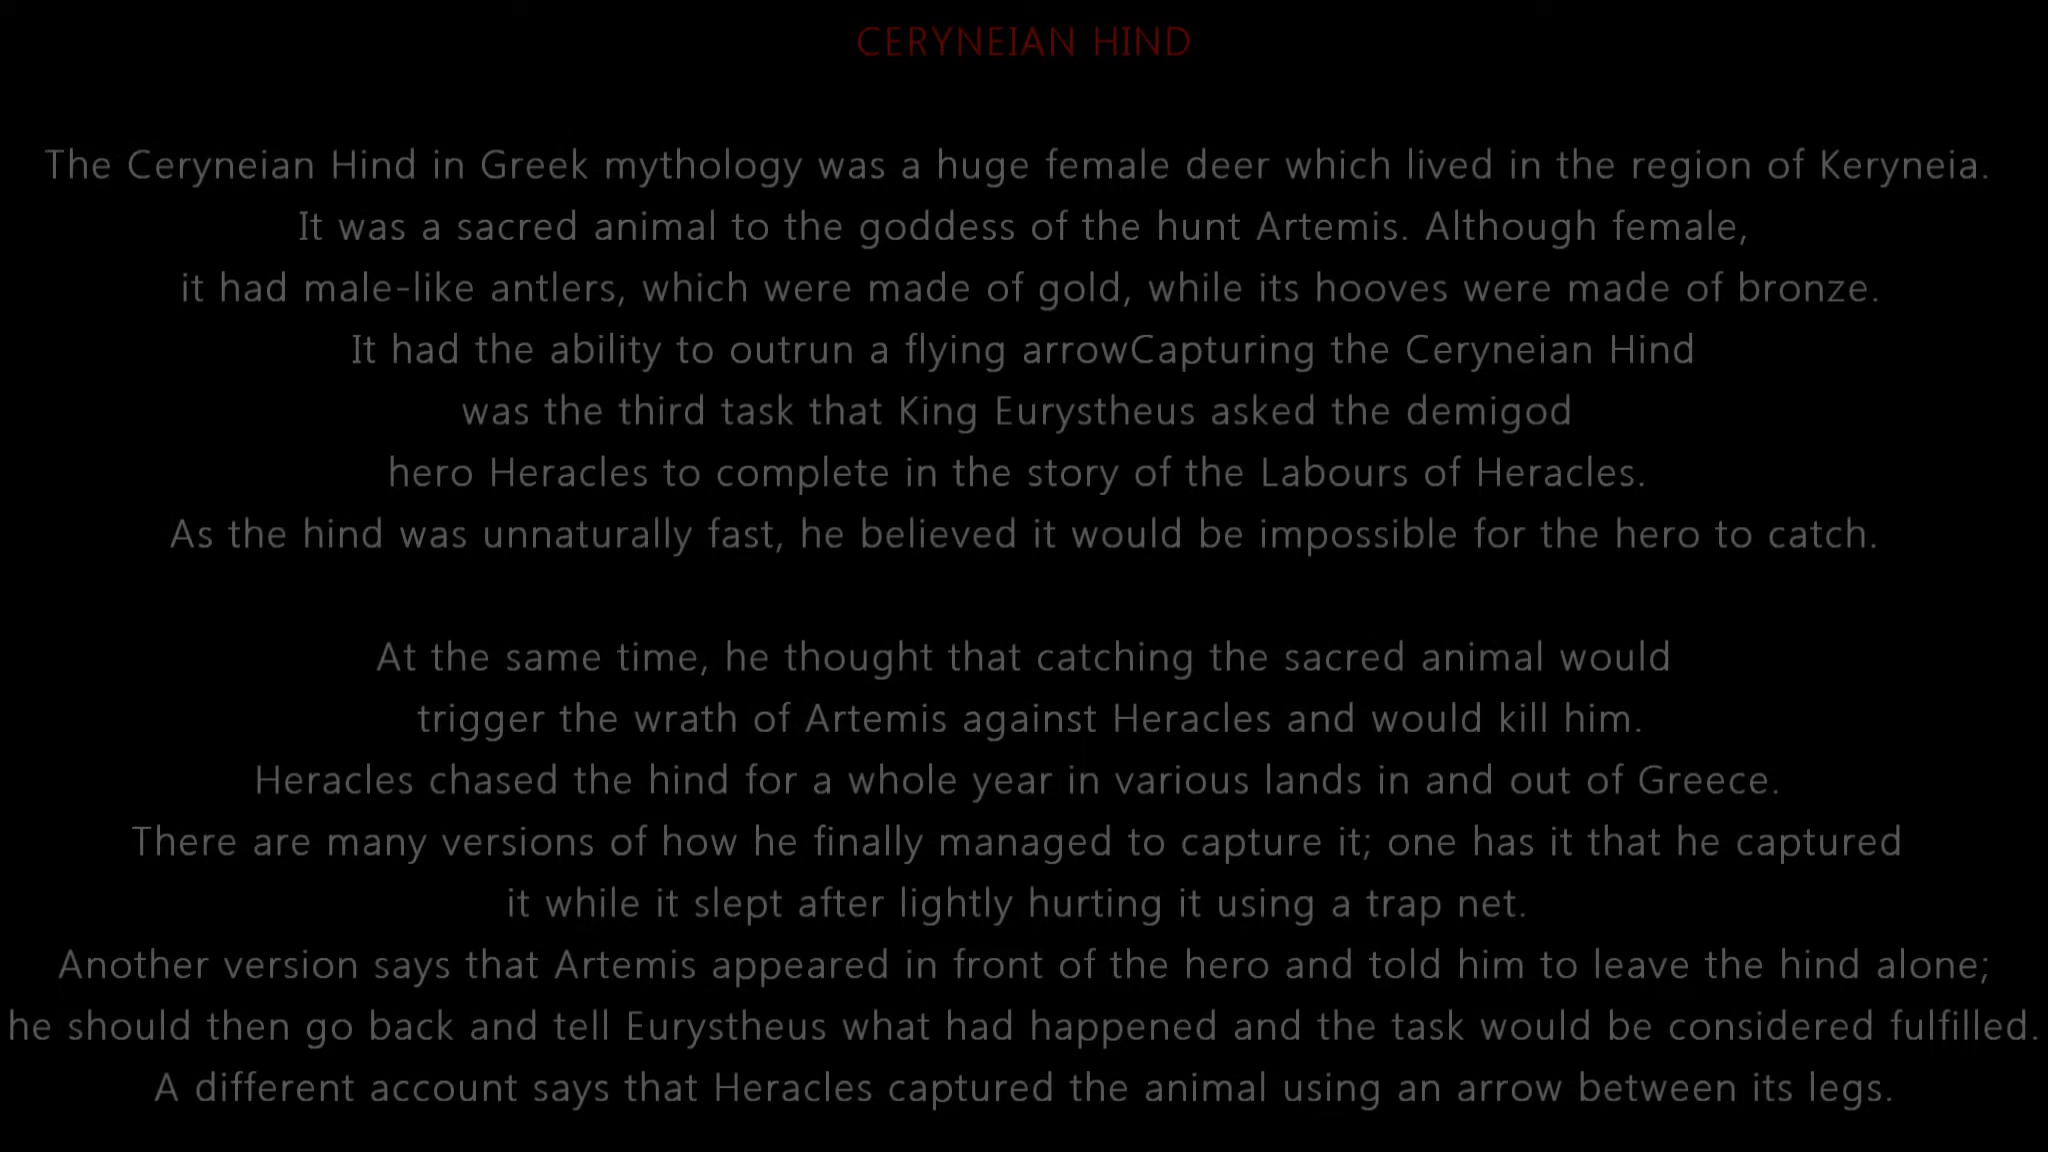 CERYNEIAN HIND
The Ceryneian Hind in Greek mythology was a huge female deer which lived in the region of Keryneia.
It was a sacred animal to the goddess of the hunt Artemis. Although female,
it had male-like antlers, which were made of gold, while its hooves were made of bronze.
It had the ability to outrun a flying arrowCapturing the Ceryneian Hind
was the third task that King Eurystheus asked the demigod
hero Heracles to complete in the story of the Labours of Heracles.
As the hind was unnaturally fast, he believed it would be impossible for the hero to catch.
At the same time, he thought that catching the sacred animal would
trigger the wrath of Artemis against Heracles and would kill him.
Heracles chased the hind for a whole year in various lands in and out of Greece.
There are many versions of how he finally managed to capture it; one has it that he captured
it while it slept after lightly hurting it using a trap net.
Another version says that Artemis appeared in front of the hero and told him to leave the hind alone;
he should then go back and tell Eurystheus what had happened and the task would be considered fulfilled.
A different account says that Heracles captured the animal using an arrow between its legs.